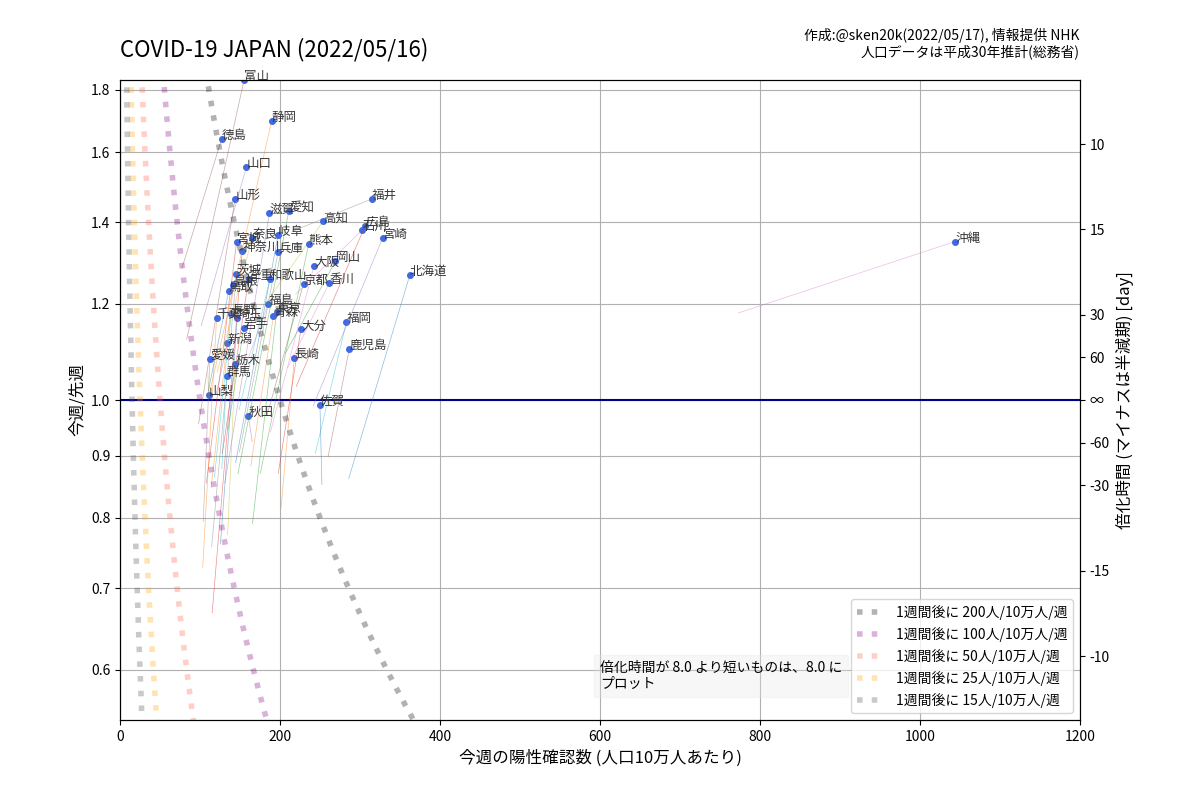 COVID-19 JAPAN (2022/05/16)
作成:@sken20k(2022/05/17), 情報提供 NHK
人口データは平成30年推計(総務省)
富山
静岡
徳島
山口
山形
福井
滋賀
愛知
高知
広島
宮崎
奈良
岐阜
熊本
沖縄
神奈川
兵庫
岡山
大阪
北海道
茨城
和歌山
京都
香川
鳥取
福島
東京
青森
千葉
長野
埼玉
岩手
大分
福岡
新潟
鹿児島
愛媛
栃木
長崎
群馬
山梨
佐賀
秋田
1.8
1.6
1.4
1.2
1.0
0.9
0.8
0.7
0.6
今週/先週
10
15
30
60
∞
-60
-30
-15
-10
倍化時間 (マイナスは半減期) [day]
倍化時間が 8.0 より短いものは、8.0 に
プロット
1週間後に 200人/10万人/週
1週間後に 100人/10万人/週
1週間後に 50人/10万人/週
1週間後に 25人/10万人/週
1週間後に 15人/10万人/週
0
200
400
600
800
1000
1200
今週の陽性確認数 (人口10万人あたり)